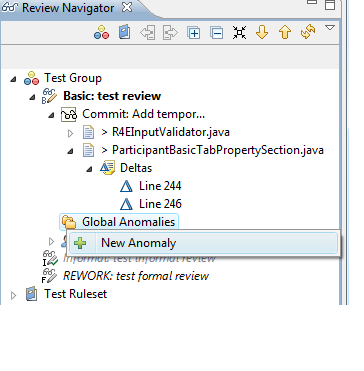 Review Navigator
Test Group
Basic: test review
Commit: Add tempor...
> R4EInputValidator.java
> ParticipantBasicTabPropertySection.java
Deltas
Line 244
Line 246
Global Anomalies
New Anomaly
Informal: test informal review
REWORK: test formal review
Test Ruleset